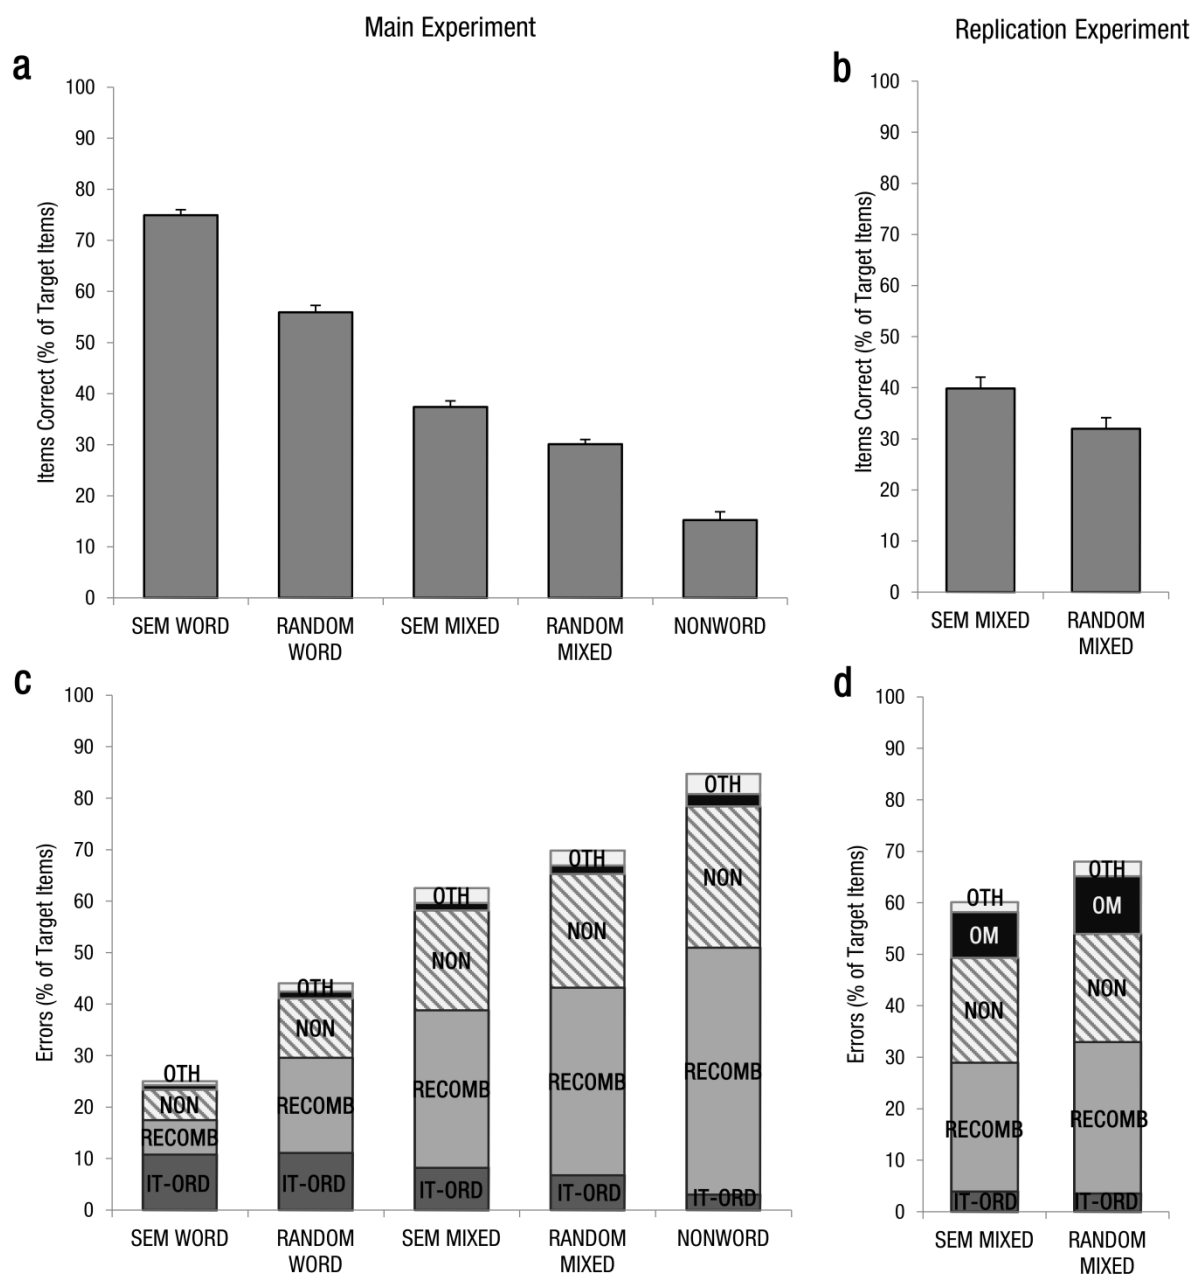 Main Experiment
Replication Experiment
a
Items Correct (% of Target Items)
100
90
80
70
60
50
40
30
20
10
0
SEM WORD
RANDOM
WORD
SEM MIXED
RANDOM
MIXED
NONWORD
b
Items Correct (% of Target Items)
100
90
80
70
60
50
40
30
20
10
0
SEM MIXED
RANDOM
MIXED
c
Errors (% of Target Items)
100
90
80
70
60
50
40
30
20
10
0
OTH
NON
RECOMB
IT-ORD
OTH
NON
RECOMB
IT-ORD
OTH
NON
RECOMB
IT-ORD
OTH
NON
RECOMB
IT-ORD
OTH
NON
RECOMB
IT-ORD
SEM WORD
RANDOM
WORD
SEM MIXED
RANDOM
MIXED
NONWORD
d
Errors (% of Target Items)
100
90
80
70
60
50
40
30
20
10
0
OTH
OM
NON
RECOMB
IT-ORD
OTH
OM
NON
RECOMB
IT-ORD
SEM MIXED
RANDOM
MIXED